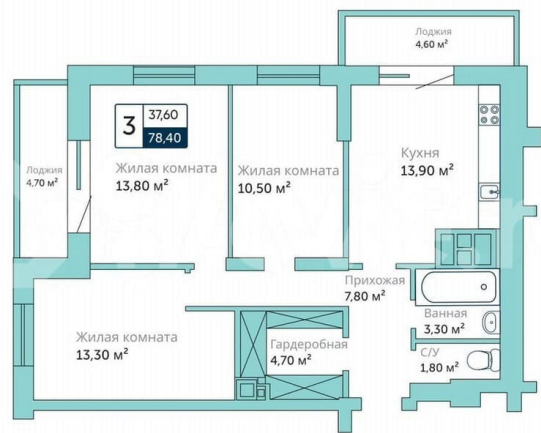 Лоджия
4,60 м²
3
37,60
78,40
Лоджия
4,70 м²
Жилая комната
13,80 м²
Жилая комната
10,50 м²
Кухня
13,90 м²
Прихожая
7,80 м²
Ванная
3,30 м²
Жилая комната
13,30 м²
Гардеробная
4,70 м²
С/У
1,80 м²